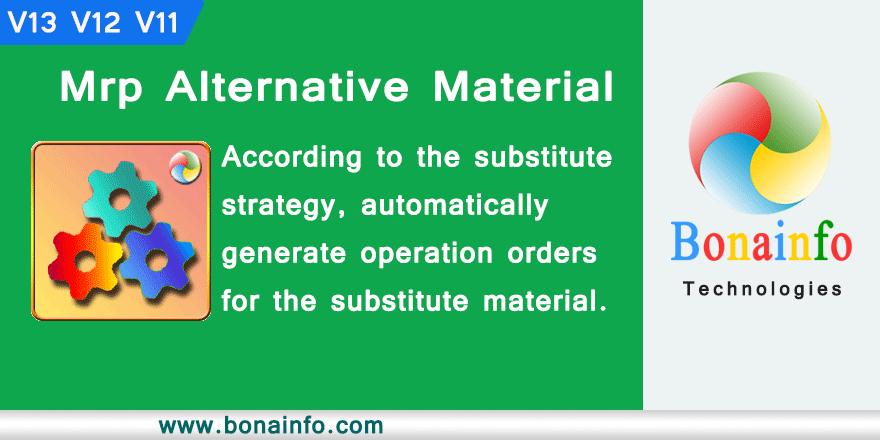 V13 V12 V11
Mrp Alternative Material
According to the substitute
strategy, automatically
generate operation orders
for the substitute material.
Bonainfo
Technologies
www.bonainfo.com